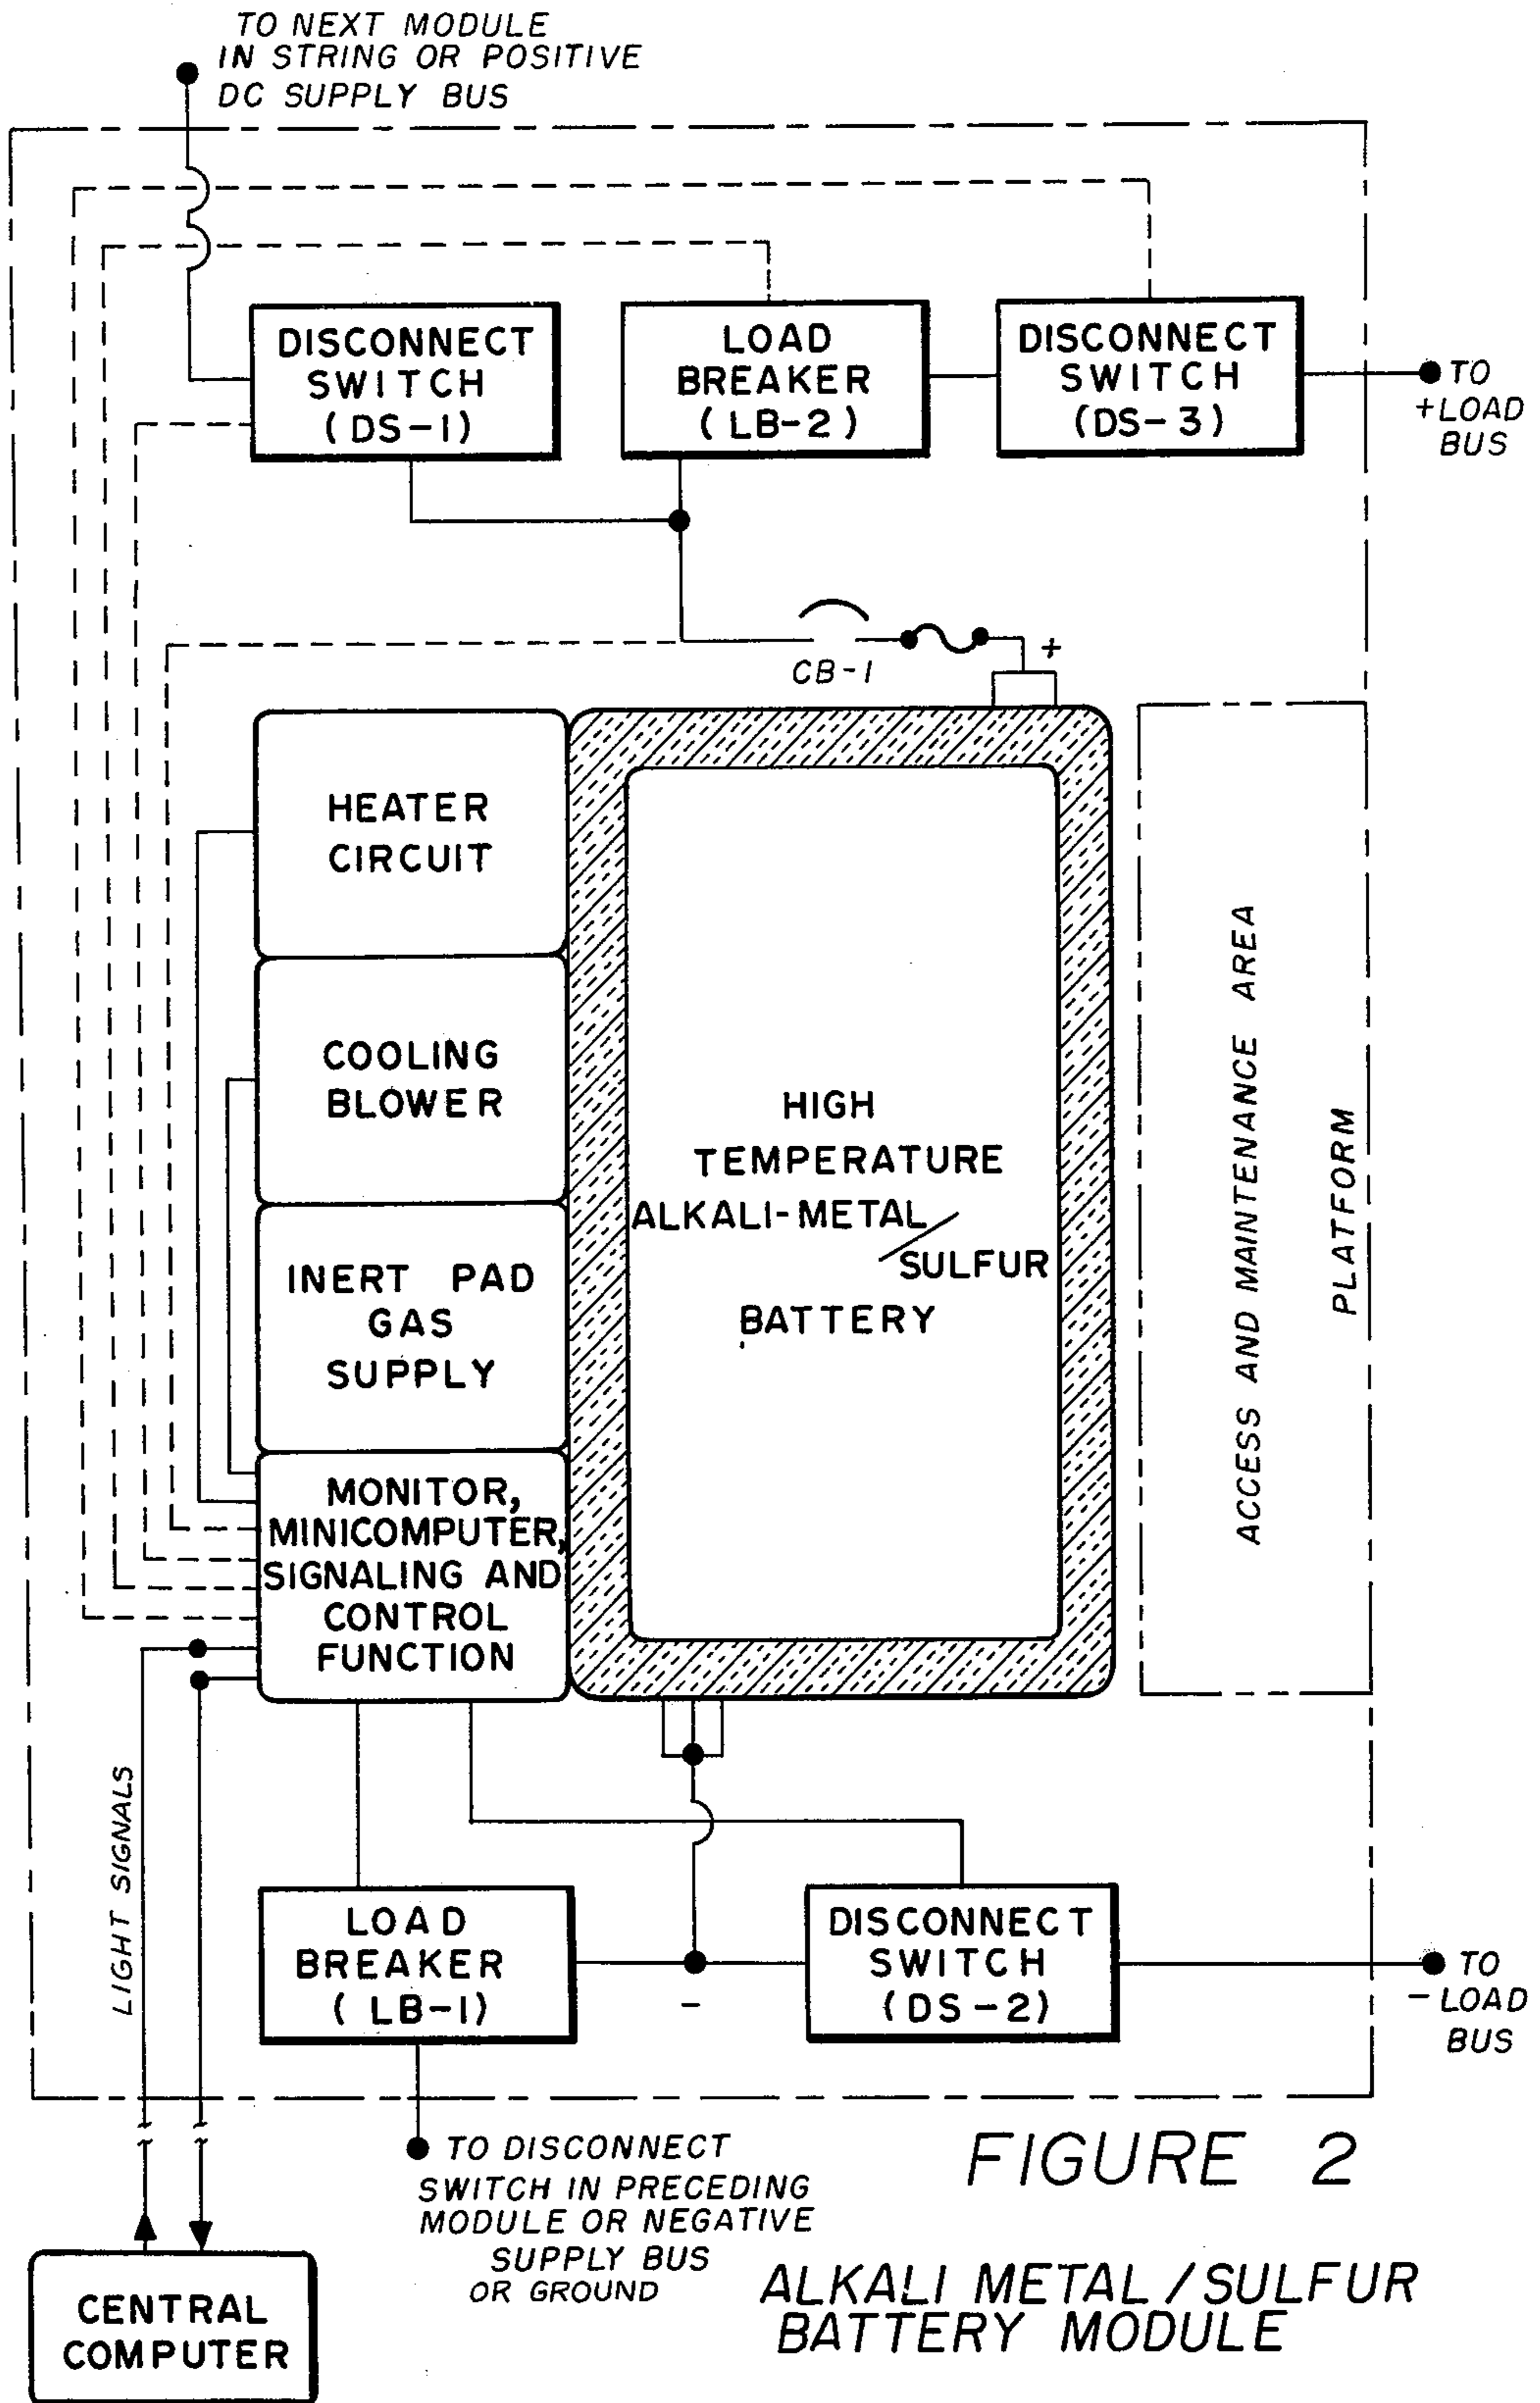 TO NEXT MODULE
IN STRING OR POSITIVE
DC SUPPLY BUS
DISCONNECT
SWITCH
(DS-1)
LOAD
BREAKER
(LB-2)
DISCONNECT
SWITCH
(DS-3)
TO
+LOAD
BUS
CB-1
+
HEATER
CIRCUIT
COOLING
BLOWER
INERT PAD
GAS
SUPPLY
MONITOR,
MINICOMPUTER,
SIGNALING AND
CONTROL
FUNCTION
HIGH
TEMPERATURE
ALKALI-METAL/
SULFUR
BATTERY
ACCESS AND MAINTENANCE AREA
PLATFORM
LIGHT SIGNALS
LOAD
BREAKER
(LB-1)
-
DISCONNECT
SWITCH
(DS-2)
TO
-LOAD
BUS
TO DISCONNECT
SWITCH IN PRECEDING
MODULE OR NEGATIVE
SUPPLY BUS
OR GROUND
CENTRAL
COMPUTER
FIGURE 2
ALKALI METAL/SULFUR
BATTERY MODULE